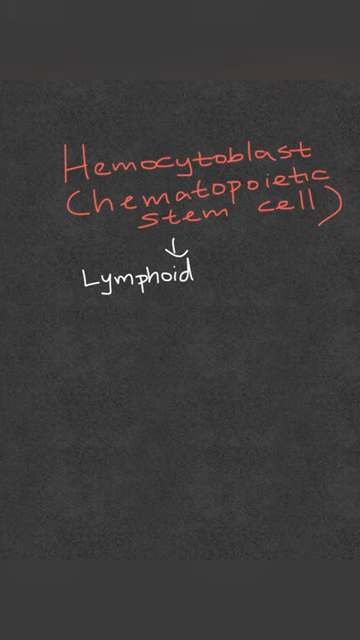 Hemocytoblast
(hematopoietic
stem cell)
↓
Lymphoid